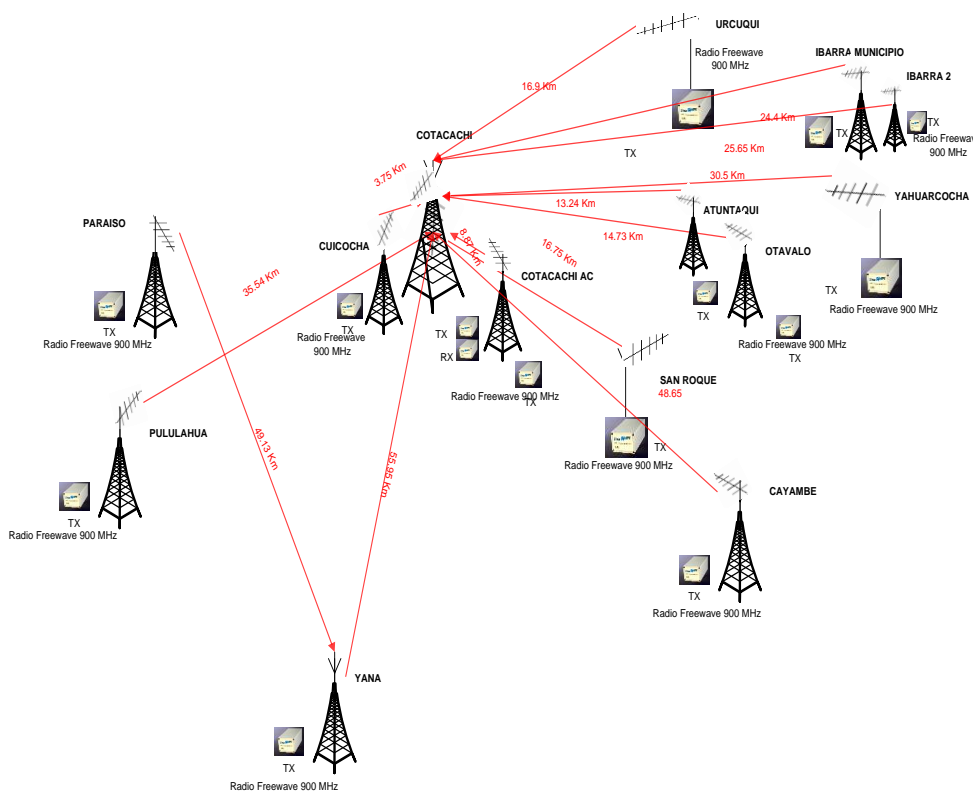 URCUQUI
Radio Freewave
900 MHz
IBARRA MUNICIPIO
IBARRA 2
16.9 Km
24.4 Km
TX
TX
Radio Freewave
900 MHz
COTACACHI
TX
25.65 Km
3.75 Km
30.5 Km
YAHUARCOCHA
13.24 Km
ATUNTAQUI
PARAISO
CUICOCHA
8.87 Km
16.75 Km
14.73 Km
OTAVALO
COTACACHI AC
35.54 Km
TX
Radio Freewave 900 MHz
TX
Radio Freewave
900 MHz
TX
RX
TX
TX
Radio Freewave 900 MHz
Radio Freewave 900 MHz
TX
SAN ROQUE
48.65
Radio Freewave 900 MHz
TX
PULULAHUA
49.13 Km
55.95 Km
TX
Radio Freewave 900 MHz
CAYAMBE
TX
Radio Freewave 900 MHz
TX
Radio Freewave 900 MHz
YANA
TX
Radio Freewave 900 MHz